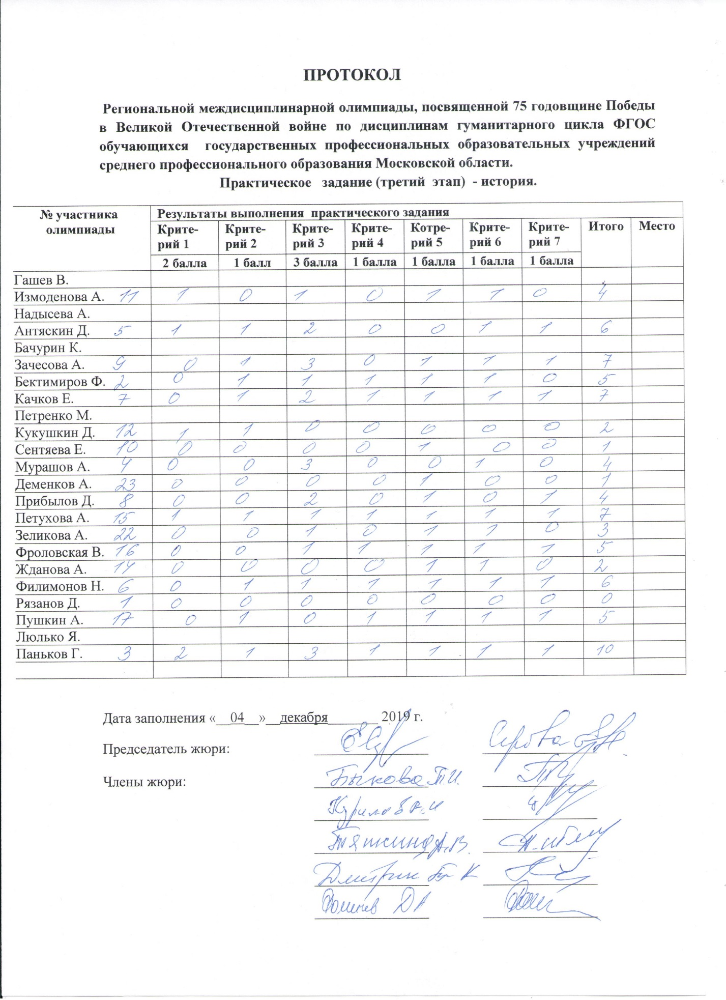 ПРОТОКОЛ
Региональной междисциплинарной олимпиады, посвященной 75 годовщине Победы
в Великой Отечественной войне по дисциплинам гуманитарного цикла ФГОС
обучающихся государственных профессиональных образовательных учреждений
среднего профессионального образования Московской области.
Практическое задание (третий этап) - история.
№ участника олимпиады Результаты выполнения практического задания
Крите-рий 1 Крите-рий 2 Крите-рий 3 Крите-рий 4 Котре-рий 5 Крите-рий 6 Крите-рий 7 Итого Место
2 балла 1 балл 3 балла 1 балла 1 балла 1 балла 1 балла
Гашев В.
Измоденова А. 11 1 0 1 0 1 1 0 4
Надысева А.
Антяскин Д. 5 1 1 2 0 0 1 1 6
Бачурин К.
Зачесова А. 9 0 1 3 0 1 1 1 7
Бектимиров Ф. 2 0 1 1 1 1 1 0 5
Качков Е. 7 0 1 2 1 1 1 1 7
Петренко М.
Кукушкин Д. 12 1 1 0 0 0 0 0 2
Сентяева Е. 10 0 0 0 0 1 0 0 1
Мурашов А. 4 0 0 3 0 0 1 0 4
Деменков А. 23 0 0 0 0 1 0 0 1
Прибылов Д. 8 0 0 2 0 1 0 1 4
Петухова А. 15 1 1 1 1 1 1 1 7
Зеликова А. 22 0 0 1 0 1 1 0 3
Фроловская В. 16 0 0 1 1 1 1 1 5
Жданова А. 14 0 0 0 0 1 1 0 2
Филимонов Н. 6 0 1 1 1 1 1 1 6
Рязанов Д. 1 0 0 0 0 0 0 0 0
Пушкин А. 17 0 1 0 1 1 1 1 5
Люлько Я.
Паньков Г. 3 2 1 3 1 1 1 1 10
Дата заполнения «__04__»__декабря_______ 2019 г.
Председатель жюри: Серова
Члены жюри: Быкова Т.И.
Тяткина А.В.